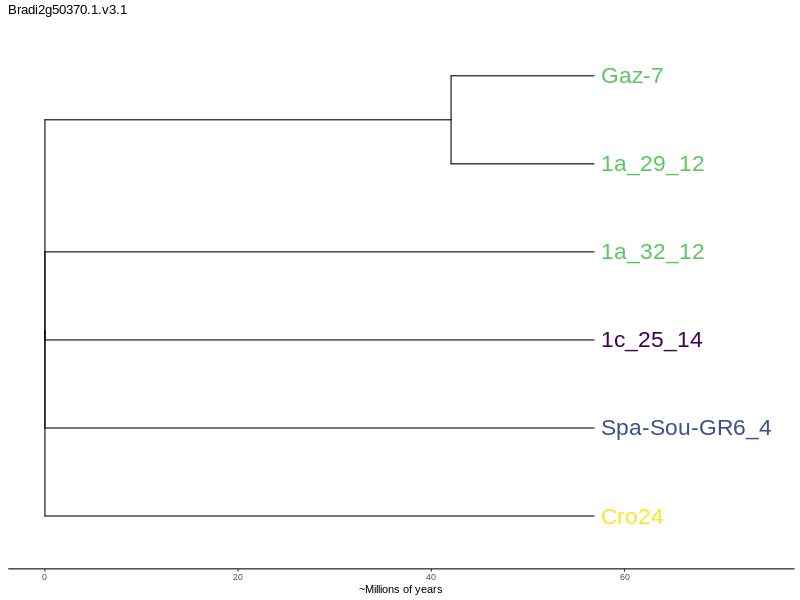 Bradi2g50370.1.v3.1
Gaz-7
1a_29_12
1a_32_12
1c_25_14
Spa-Sou-GR6_4
Cro24
0 20 40 60
~Millions of years